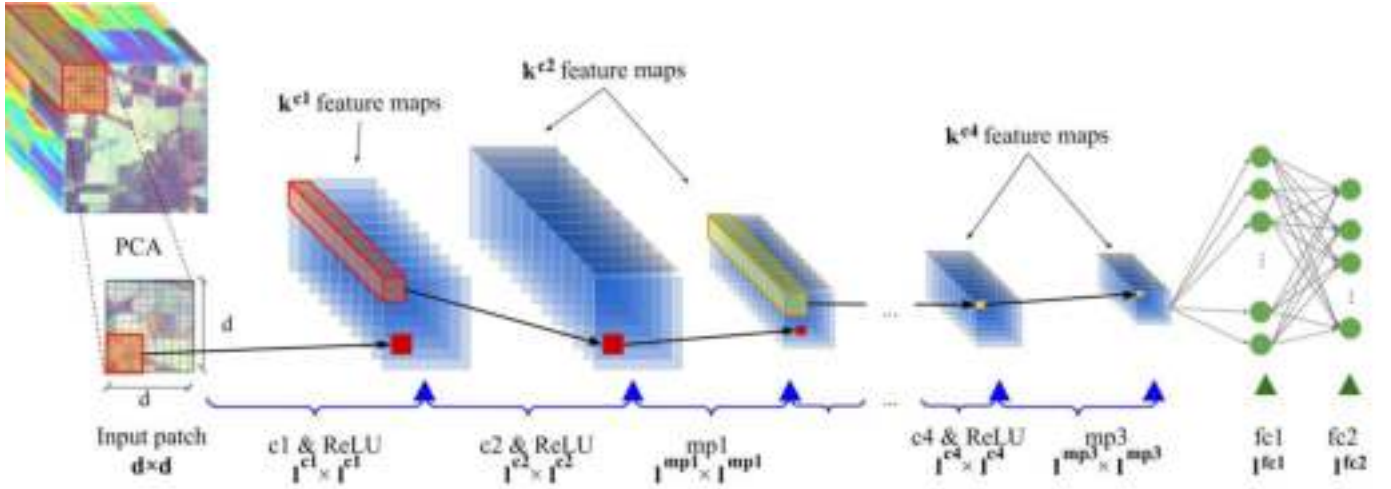 k^c2 feature maps
k^c1 feature maps
k^c4 feature maps
PCA
d
d
...
...
Input patch
d×d
c1 & ReLU
l^c1 × l^c1
c2 & ReLU
l^c2 × l^c2
mp1
l^mp1 × l^mp1
c4 & ReLU
l^c4 × l^c4
mp3
l^mp3 × l^mp3
fc1
l^fc1
fc2
l^fc2